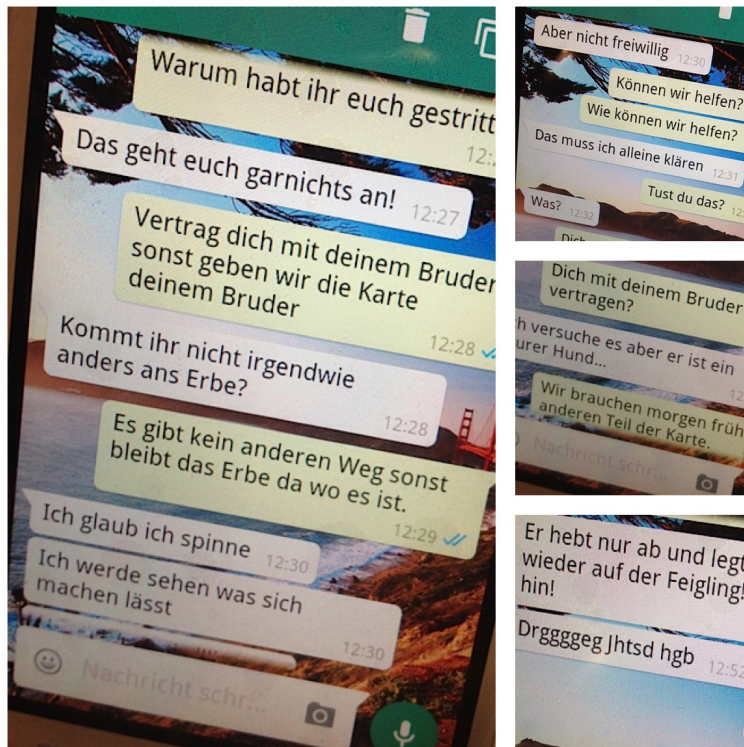 Warum habt ihr euch gestritt
12:
Das geht euch garnichts an! 12:27
Vertrag dich mit deinem Bruder
sonst geben wir die Karte
deinem Bruder
12:28
Kommt ihr nicht irgendwie
anders ans Erbe?
12:28
Es gibt kein anderen Weg sonst
bleibt das Erbe da wo es ist.
12:29
Ich glaub ich spinne 12:30
Ich werde sehen was sich
machen lässt
12:30
Nachricht schr...
Aber nicht freiwillig 12:30
Können wir helfen?
Wie können wir helfen?
Das muss ich alleine klären 12:31
Tust du das? 12:
Was? 12:32
Dich
Dich mit deinem Bruder
vertragen?
h versuche es aber er ist ein
urer Hund...
12
Wir brauchen morgen früh
anderen Teil der Karte.
Nachricht schr...
Er hebt nur ab und legt
wieder auf der Feigling!
hin!
Drggggeg Jhtsd hgb 12:52